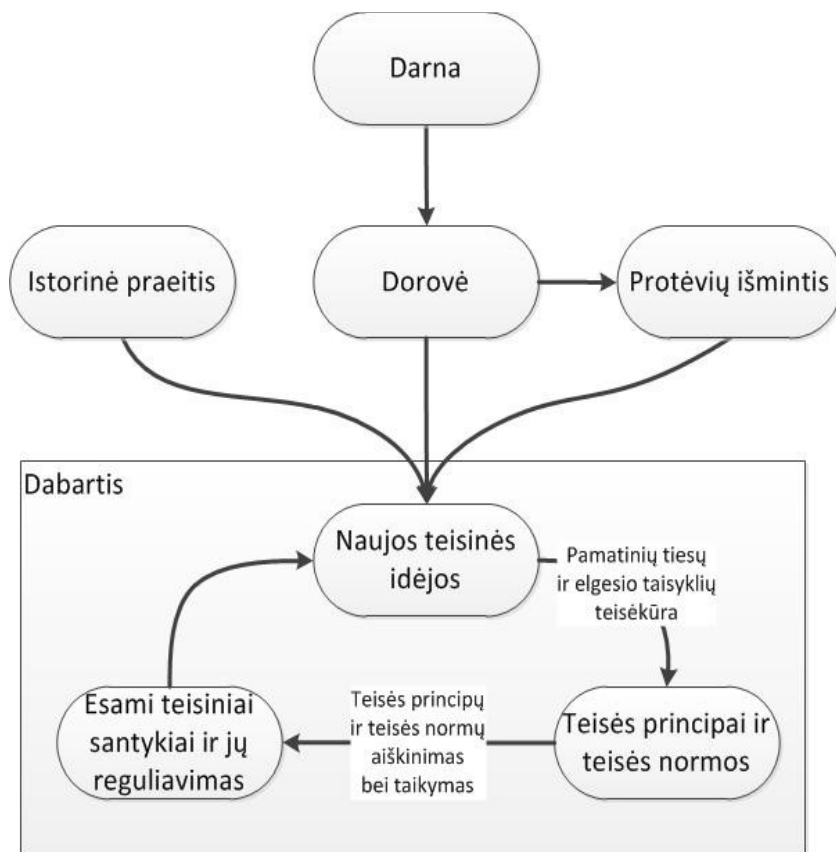 Darna
Istorinė praeitis
Dorovė
Protėvių išmintis
Dabartis
Naujos teisinės
idėjos
Pamatinių tiesų
ir elgesio taisyklių
teisėkūra
Esami teisiniai
santykiai ir jų
reguliavimas
Teisės princips̨
ir teisės normų
aiškinimas
bei taikymas
Teisės principai ir
teisės normos